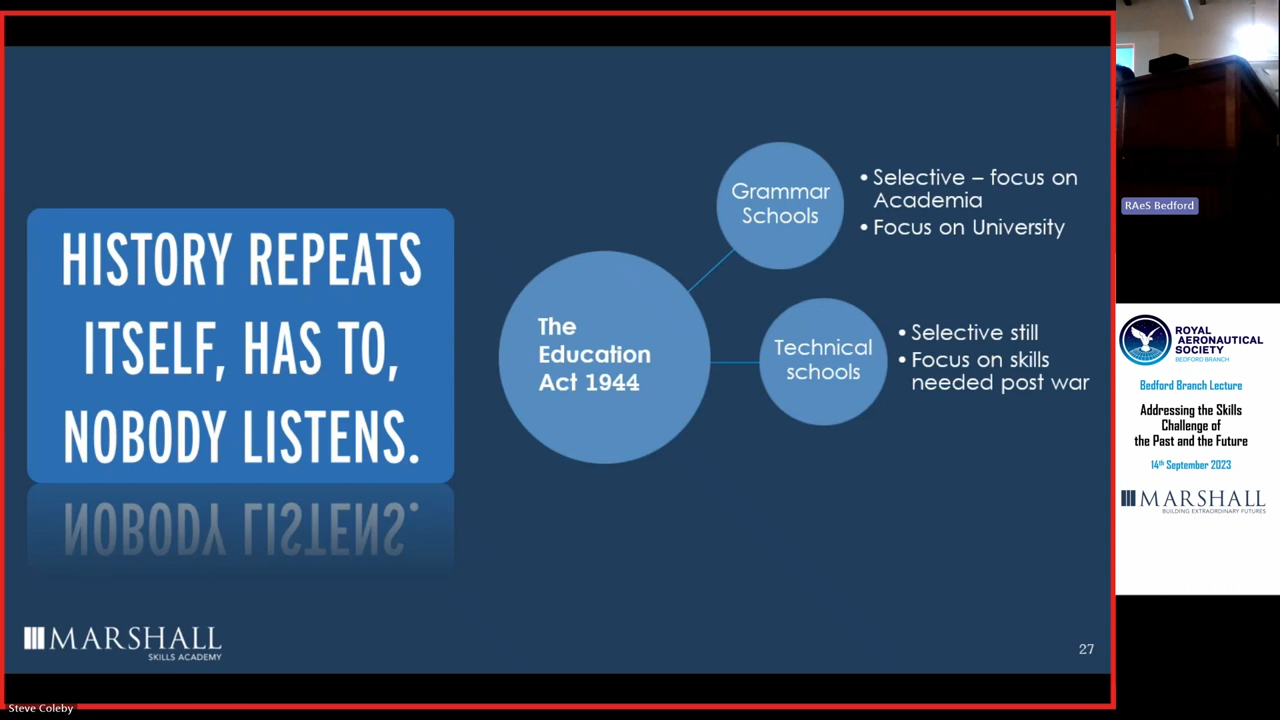 HISTORY REPEATS
ITSELF, HAS TO,
NOBODY LISTENS.
NOBODY LISTENS.
The
Education
Act 1944
Grammar
Schools
• Selective – focus on
Academia
• Focus on University
Technical
schools
• Selective still
• Focus on skills
needed post war
MARSHALL
SKILLS ACADEMY
27
Steve Coleby
RAeS Bedford
ROYAL
AERONAUTICAL
SOCIETY
BEDFORD BRANCH
Bedford Branch Lecture
Addressing the Skills
Challenge of
the Past and the Future
14th September 2023
MARSHALL
BUILDING EXTRAORDINARY FUTURES